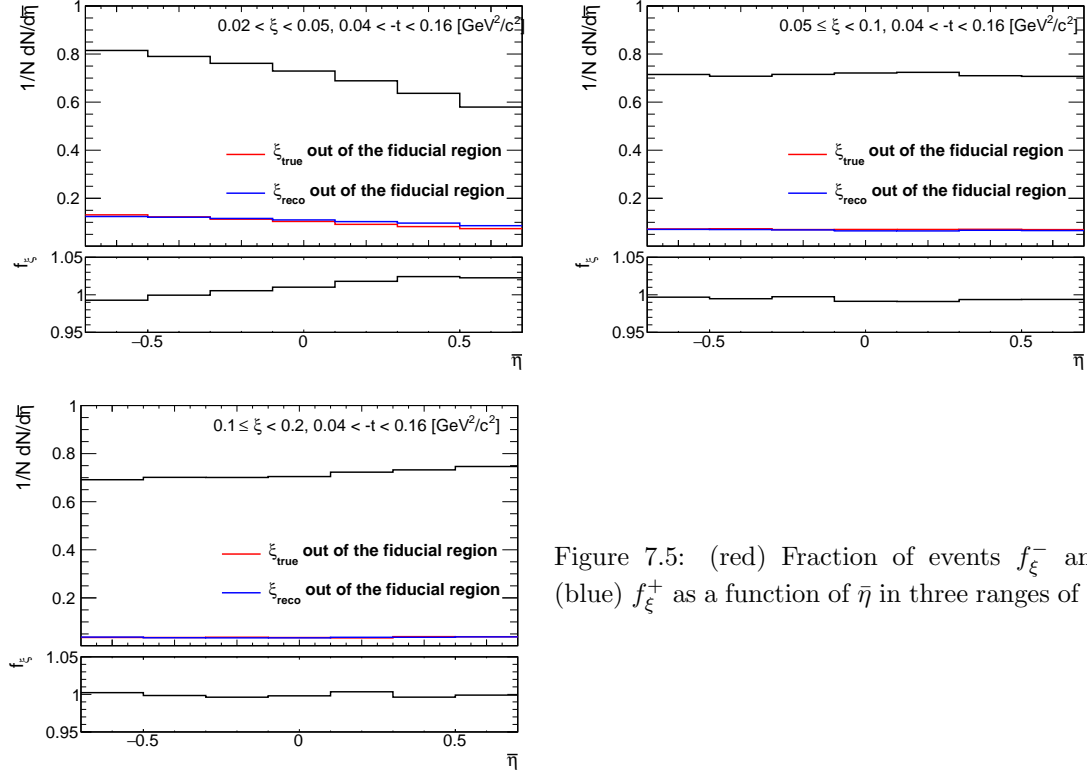 0.02 < ξ < 0.05, 0.04 < -t < 0.16 [GeV²/c²]
1/N dN/dη̅
1
0.8
0.6
0.4
0.2
ξtrue out of the fiducial region
ξreco out of the fiducial region
fξ
1.05
1
0.95
−0.5 0 0.5
η̅
0.05 ≤ ξ < 0.1, 0.04 < -t < 0.16 [GeV²/c²]
1/N dN/dη̅
1
0.8
0.6
0.4
0.2
0
ξtrue out of the fiducial region
ξreco out of the fiducial region
fξ
1.05
1
0.95
−0.5 0 0.5
η̅
0.1 ≤ ξ < 0.2, 0.04 < -t < 0.16 [GeV²/c²]
1/N dN/dη̅
1
0.8
0.6
0.4
0.2
0
ξtrue out of the fiducial region
ξreco out of the fiducial region
fξ
1.05
1
0.95
−0.5 0 0.5
η̅
Figure 7.5: (red) Fraction of events f⁻ξ an
(blue) f⁺ξ as a function of η̄ in three ranges of